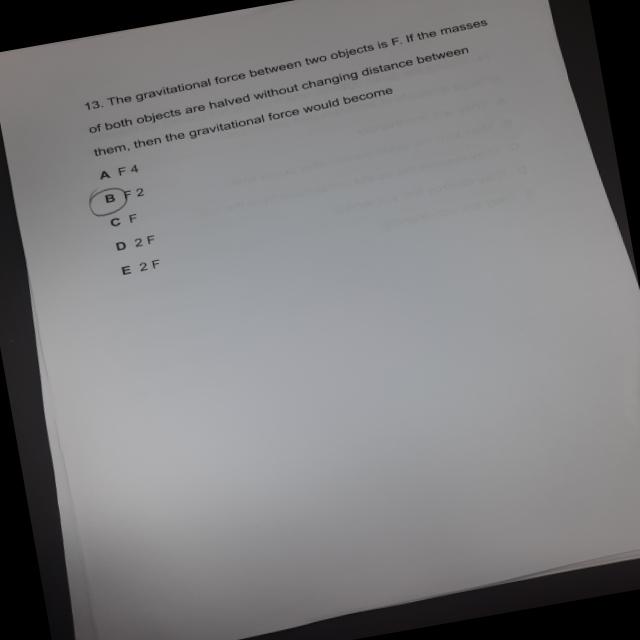 13. The gravitational force between two objects is F. If the masses
of both objects are halved without changing distance between
them, then the gravitational force would become
A F 4
B F 2
C F
D 2 F
E 2 F